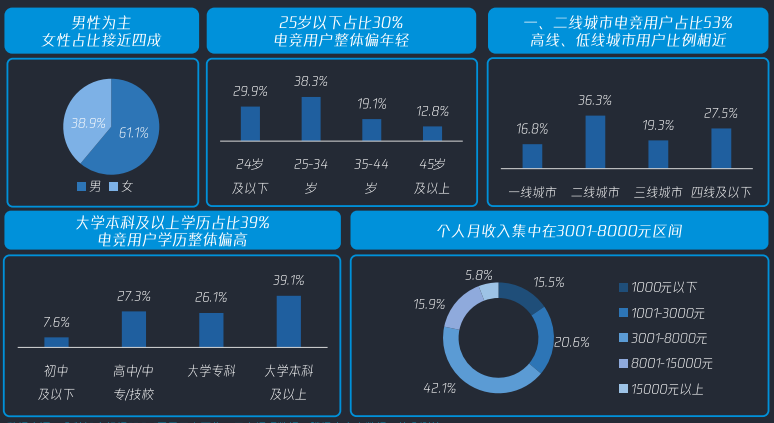 男性为主
女性占比接近四成
38.9%
61.1%
男 女
25岁以下占比30%
电竞用户整体偏年轻
29.9% 38.3% 19.1% 12.8%
24岁 25-34 35-44 45岁
及以下 岁 岁 及以上
一、二线城市电竞用户占比53%
高线、低线城市用户比例相近
16.8% 36.3% 19.3% 27.5%
一线城市 二线城市 三线城市 四线及以下
大学本科及以上学历占比39%
电竞用户学历整体偏高
7.6% 27.3% 26.1% 39.1%
初中 高中/中 大学专科 大学本科
及以下 专/技校 及以上
个人月收入集中在3001-8000元区间
5.8%
15.5%
15.9%
20.6%
42.1%
1000元以下
1001-3000元
3001-8000元
8001-15000元
15000元以上